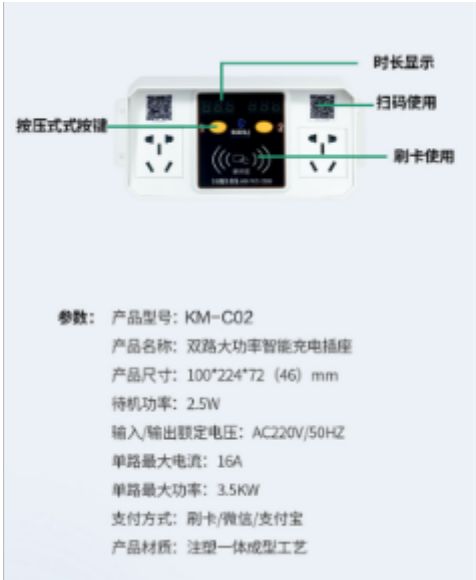 时长显示
扫码使用
按压式式按键
2
刷卡使用
参数： 产品型号：KM-C02
产品名称：双路大功率智能充电插座
产品尺寸：100*224*72（46）mm
待机功率：2.5W
输入/输出额定电压：AC220V/50HZ
单路最大电流：16A
单路最大功率：3.5KW
支付方式：刷卡/微信/支付宝
产品材质：注塑一体成型工艺